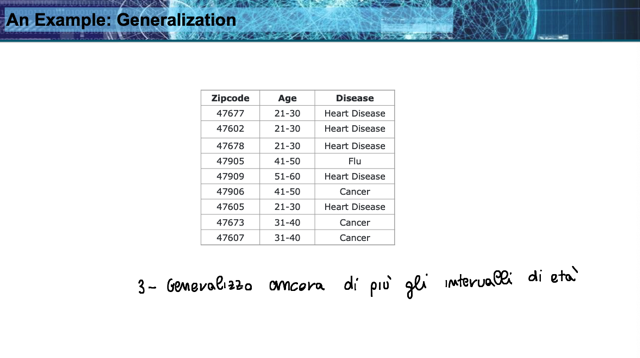 An Example: Generalization
Zipcode Age Disease
47677 21-30 Heart Disease
47602 21-30 Heart Disease
47678 21-30 Heart Disease
47905 41-50 Flu
47909 51-60 Heart Disease
47906 41-50 Cancer
47605 21-30 Heart Disease
47673 31-40 Cancer
47607 31-40 Cancer
3- Generalizzo ancora di più gli intervalli di età